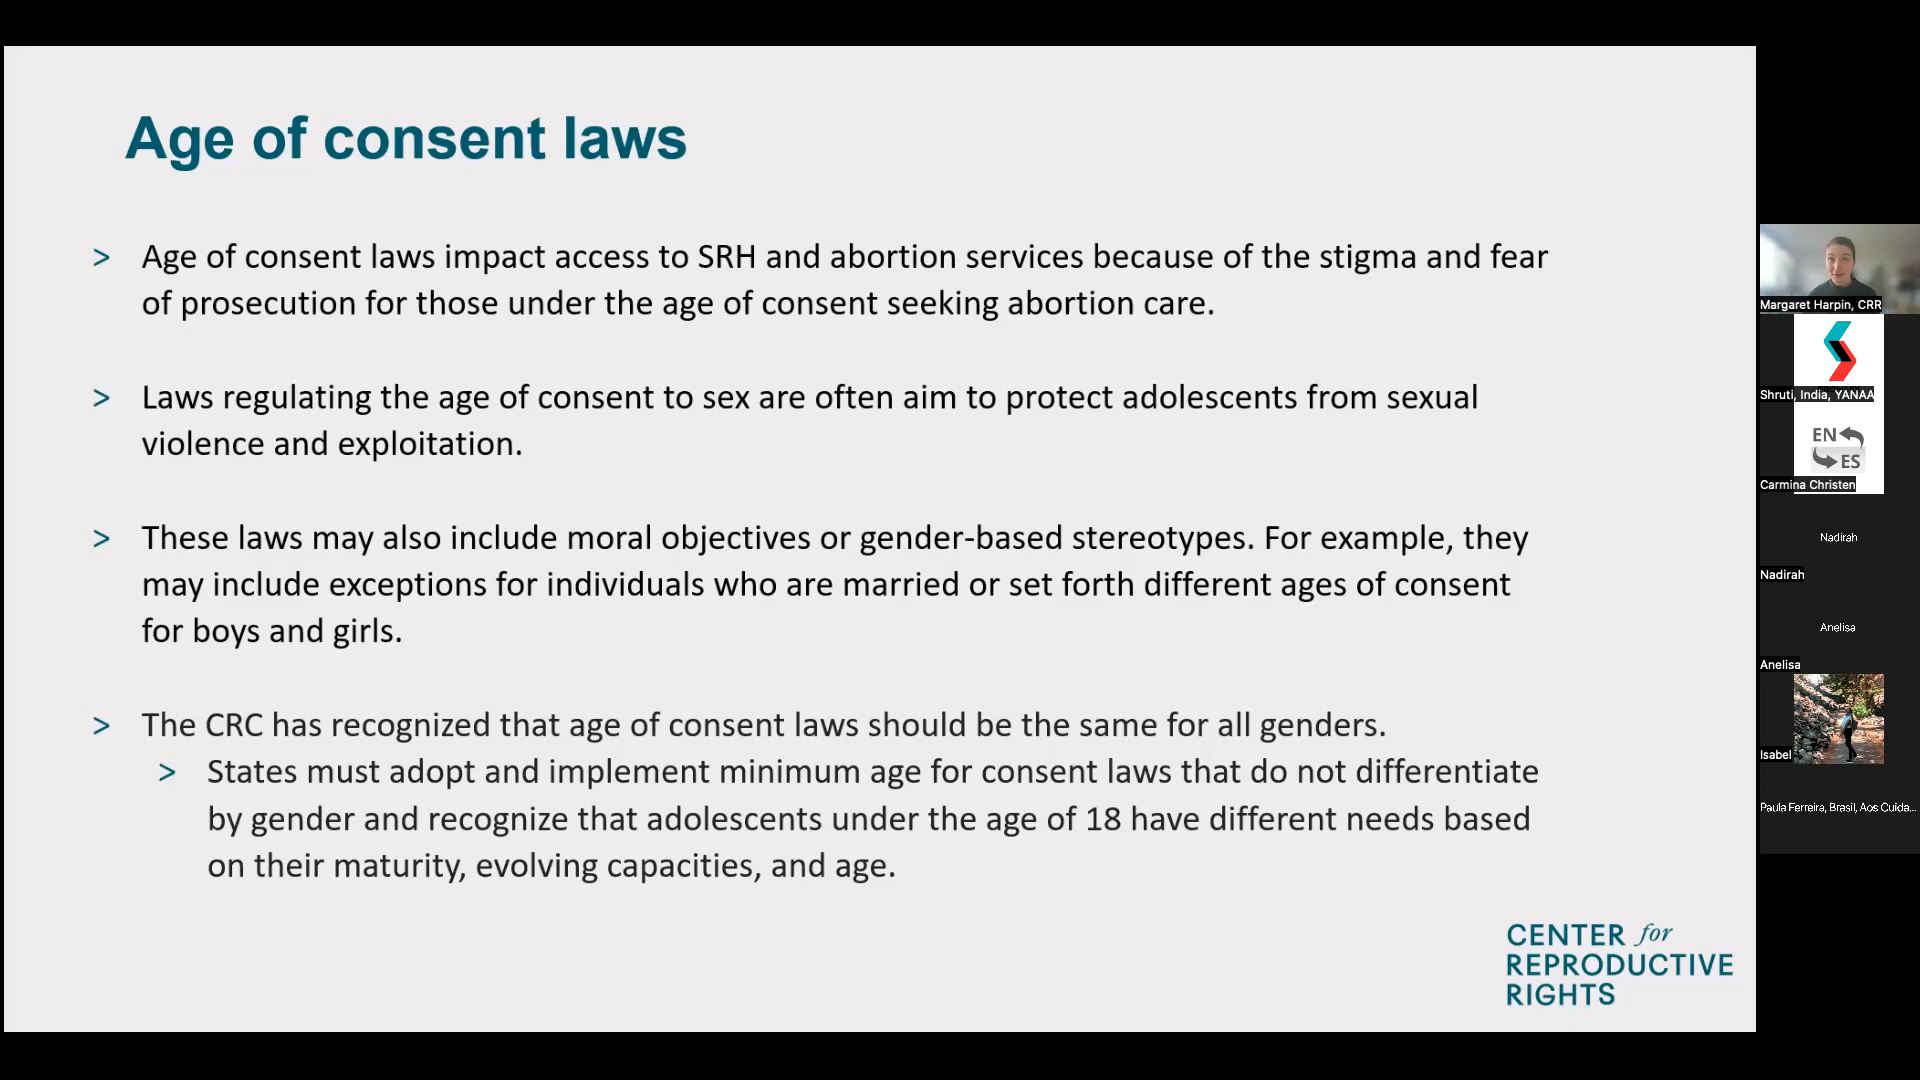 Age of consent laws
> Age of consent laws impact access to SRH and abortion services because of the stigma and fear
of prosecution for those under the age of consent seeking abortion care.
> Laws regulating the age of consent to sex are often aim to protect adolescents from sexual
violence and exploitation.
> These laws may also include moral objectives or gender-based stereotypes. For example, they
may include exceptions for individuals who are married or set forth different ages of consent
for boys and girls.
> The CRC has recognized that age of consent laws should be the same for all genders.
> States must adopt and implement minimum age for consent laws that do not differentiate
by gender and recognize that adolescents under the age of 18 have different needs based
on their maturity, evolving capacities, and age.
CENTER for
REPRODUCTIVE
RIGHTS
Margaret Harpin, CRR
Shruti, India, YANAA
EN
ES
Carmina Christen
Nadirah
Nadirah
Anelisa
Anelisa
Isabel
Paula Ferreira, Brasil, Aos Cuida...